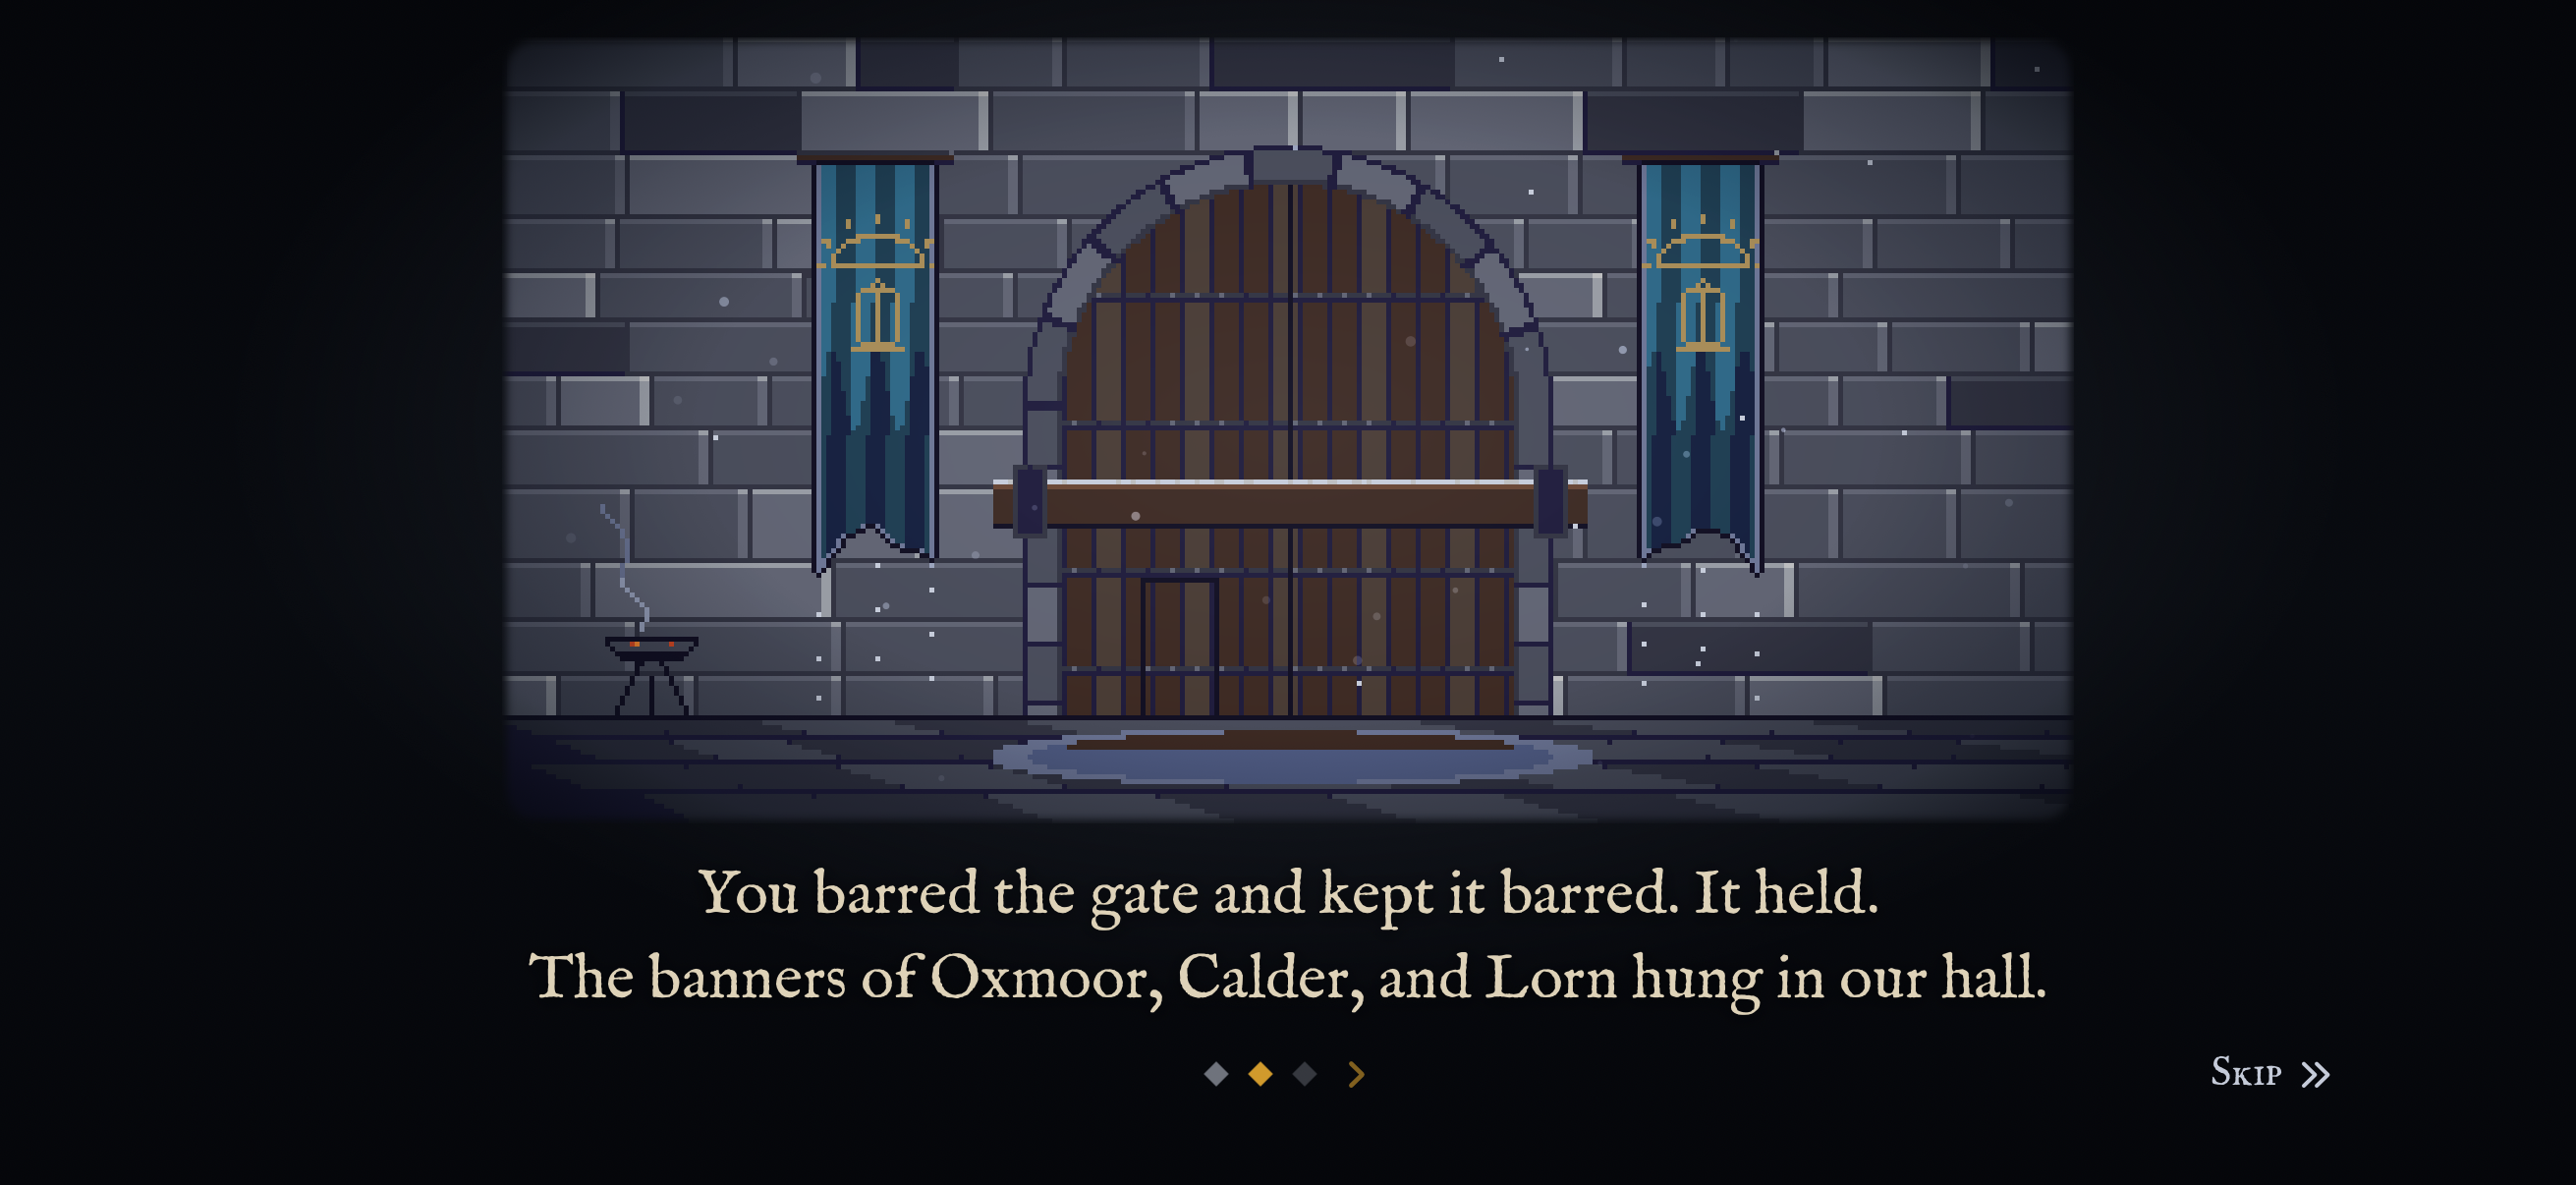 You barred the gate and kept it barred. It held.
The banners of Oxmoor, Calder, and Lorn hung in our hall.
Skip